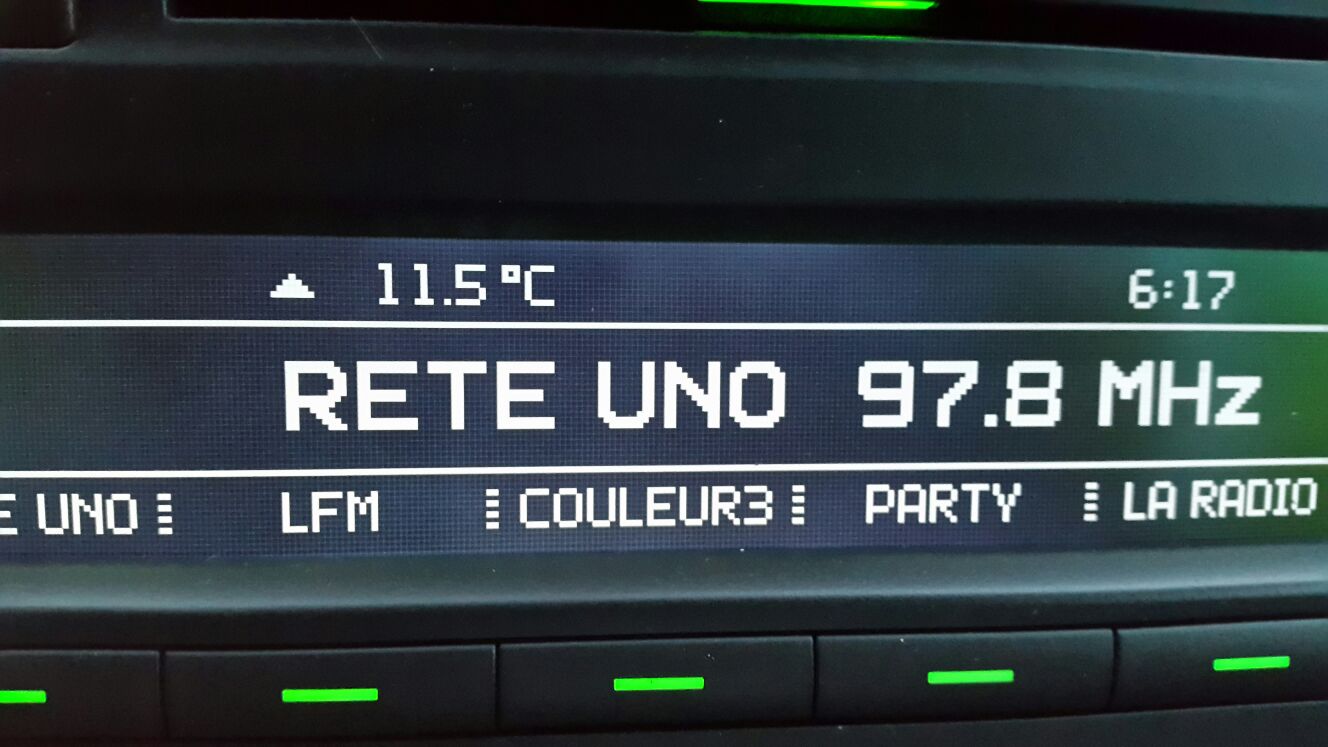 11.5°C 6:17
RETE UNO 97.8 MHz
E UNO LFM COULEUR3 PARTY LA RADIO